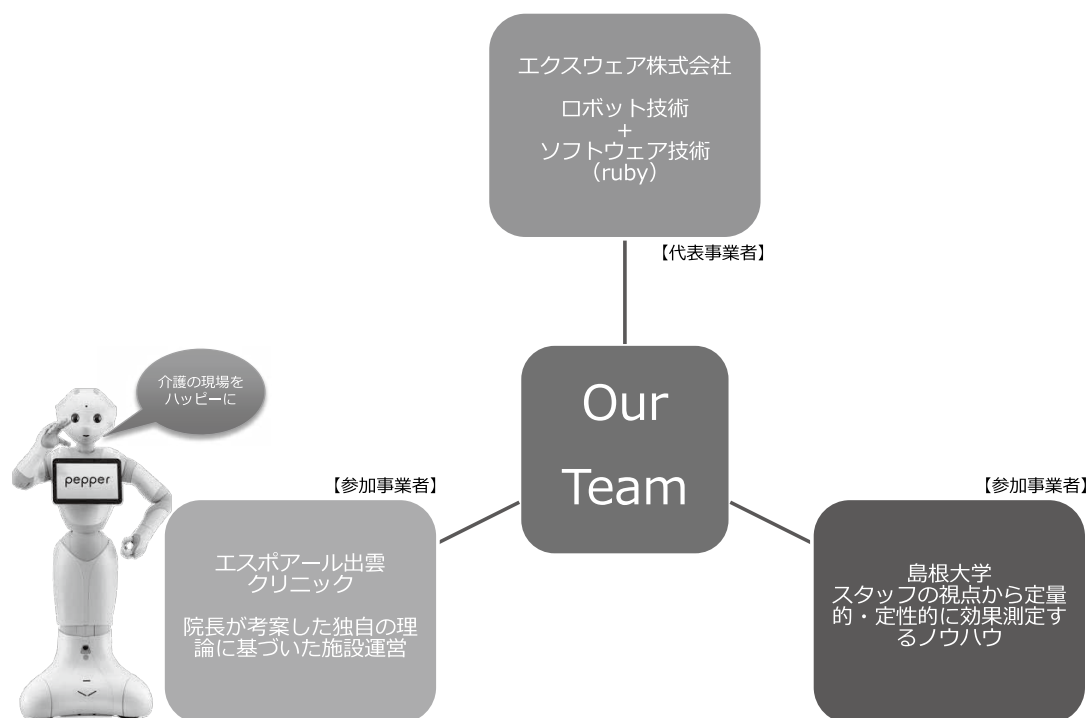 エクスウェア株式会社
ロボット技術
+
ソフトウェア技術
（ruby）
【代表事業者】
Our
Team
介護の現場を
ハッピーに
pepper
【参加事業者】
エスポアール出雲
クリニック
院長が考案した独自の理
論に基づいた施設運営
【参加事業者】
島根大学
スタッフの視点から定量
的・定性的に効果測定す
るノウハウ